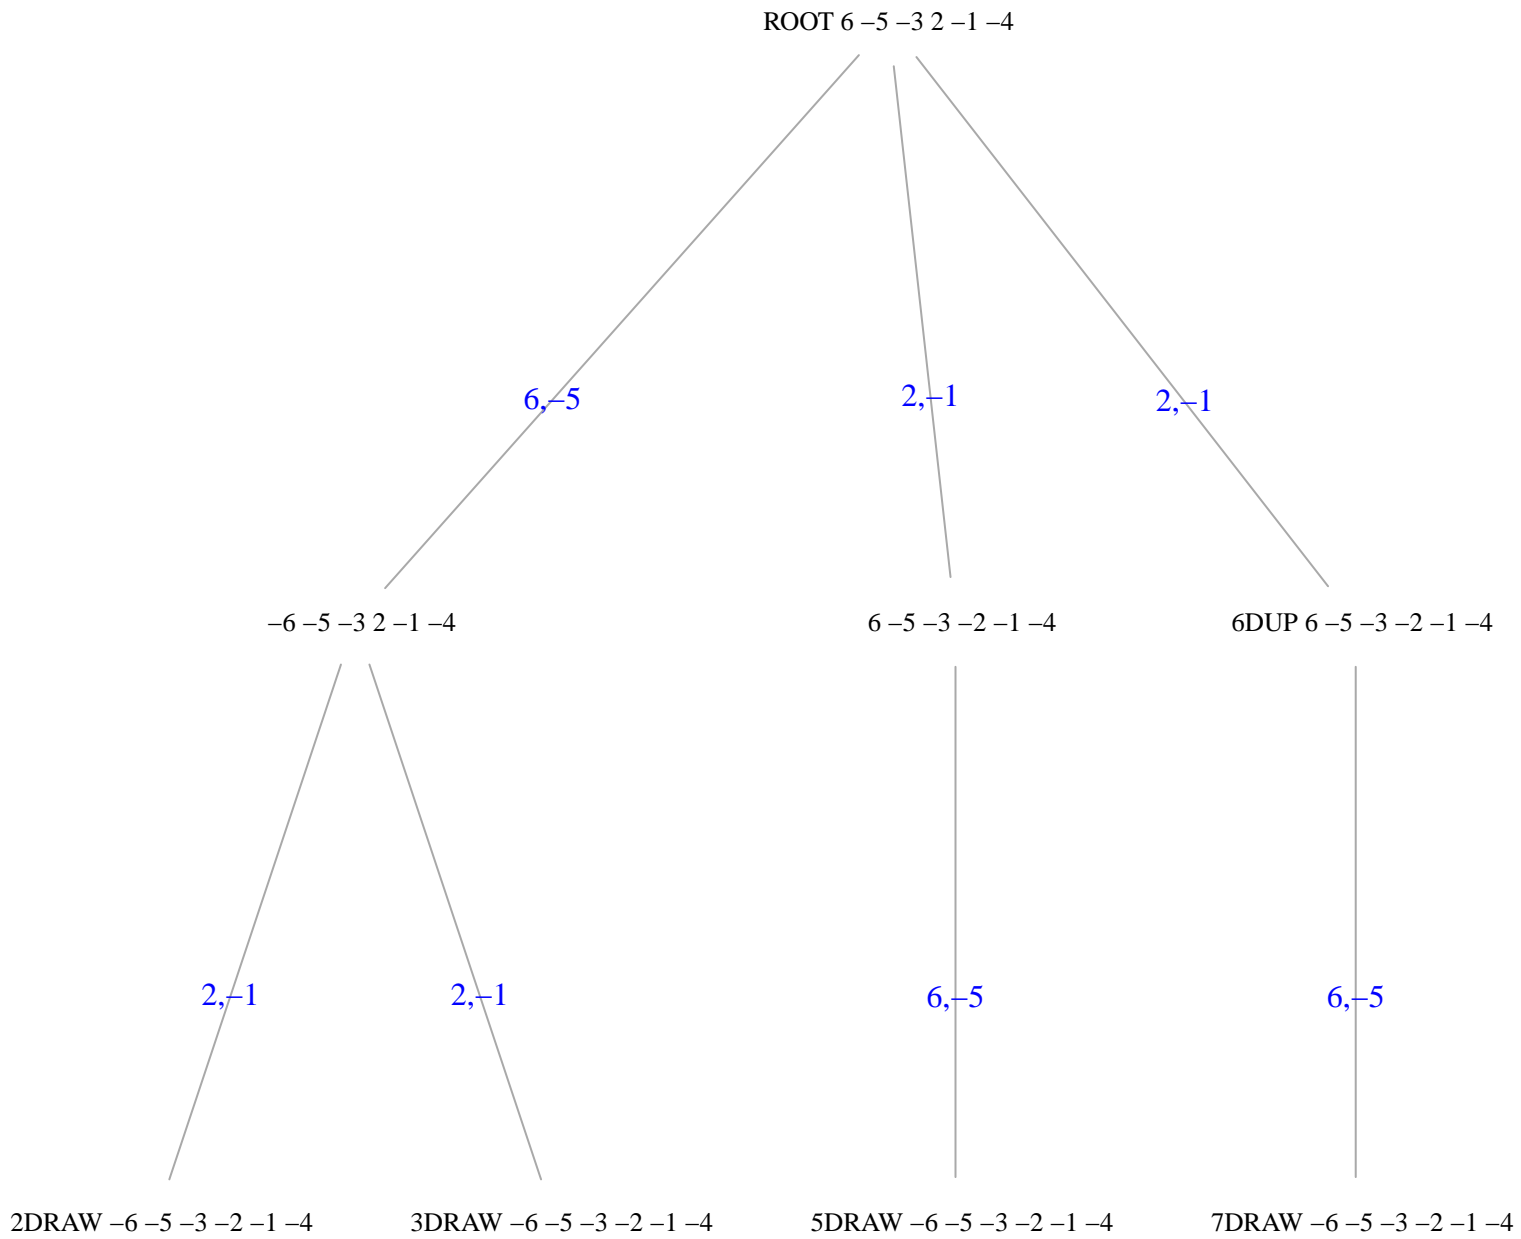 ROOT 6 –5 –3 2 –1 –4
6,–5
2,–1
2,–1
–6 –5 –3 2 –1 –4
6 –5 –3 –2 –1 –4
6DUP 6 –5 –3 –2 –1 –4
2,–1
2,–1
6,–5
6,–5
2DRAW –6 –5 –3 –2 –1 –4
3DRAW –6 –5 –3 –2 –1 –4
5DRAW –6 –5 –3 –2 –1 –4
7DRAW –6 –5 –3 –2 –1 –4